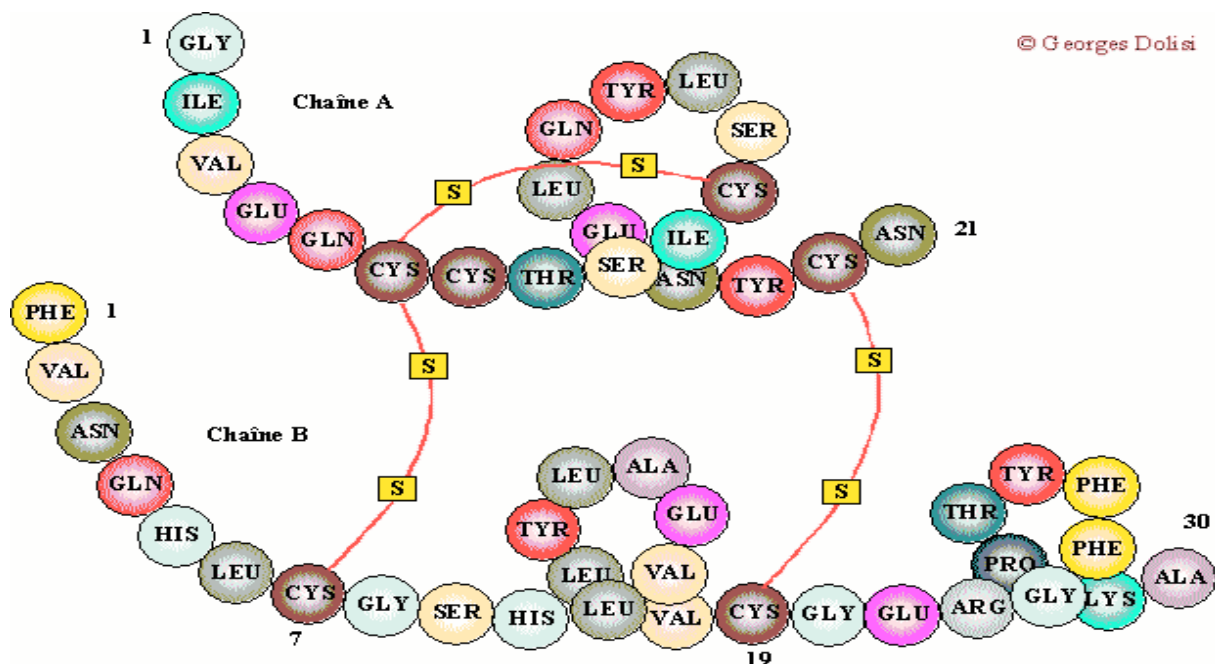 © Georges Dolisi
Chaîne A
1
GLY
ILE
VAL
GLU
GLN
CYS
CYS
THR
SER
ILE
CYS
SER
LEU
TYR
GLN
LEU
GLU
ASN
TYR
CYS
ASN
21
S
S
S
S
S
S
Chaîne B
1
PHE
VAL
ASN
GLN
HIS
LEU
CYS
7
GLY
SER
HIS
LEU
VAL
GLU
ALA
LEU
TYR
LEU
VAL
CYS
19
GLY
GLU
ARG
GLY
PHE
PHE
TYR
THR
PRO
LYS
ALA
30